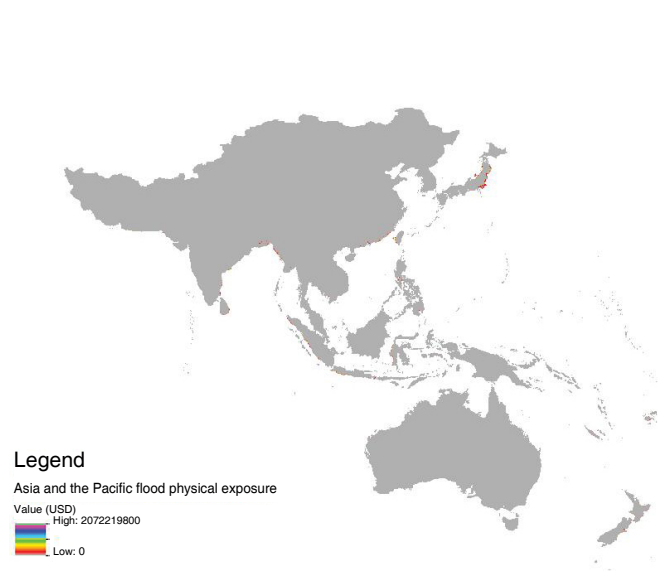 Legend
Asia and the Pacific flood physical exposure
Value (USD)
High: 2072219800
Low: 0